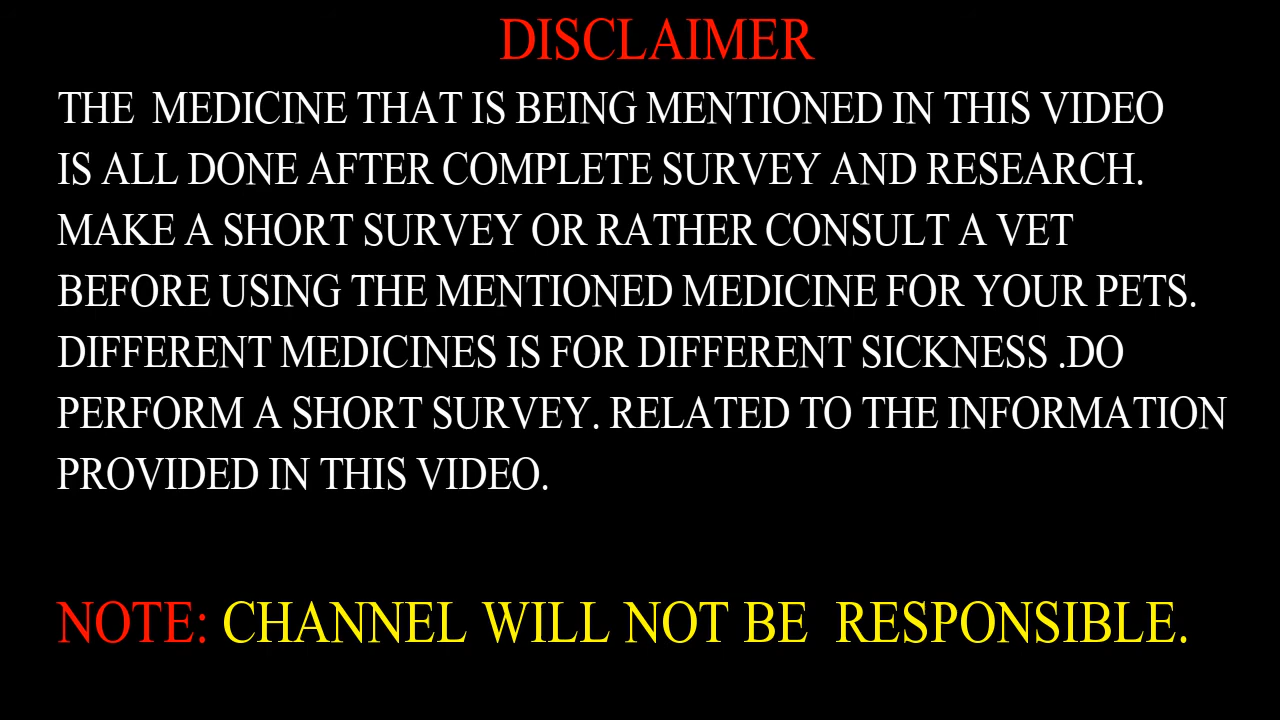 DISCLAIMER
THE MEDICINE THAT IS BEING MENTIONED IN THIS VIDEO
IS ALL DONE AFTER COMPLETE SURVEY AND RESEARCH.
MAKE A SHORT SURVEY OR RATHER CONSULT A VET
BEFORE USING THE MENTIONED MEDICINE FOR YOUR PETS.
DIFFERENT MEDICINES IS FOR DIFFERENT SICKNESS .DO
PERFORM A SHORT SURVEY. RELATED TO THE INFORMATION
PROVIDED IN THIS VIDEO.
NOTE: CHANNEL WILL NOT BE RESPONSIBLE.